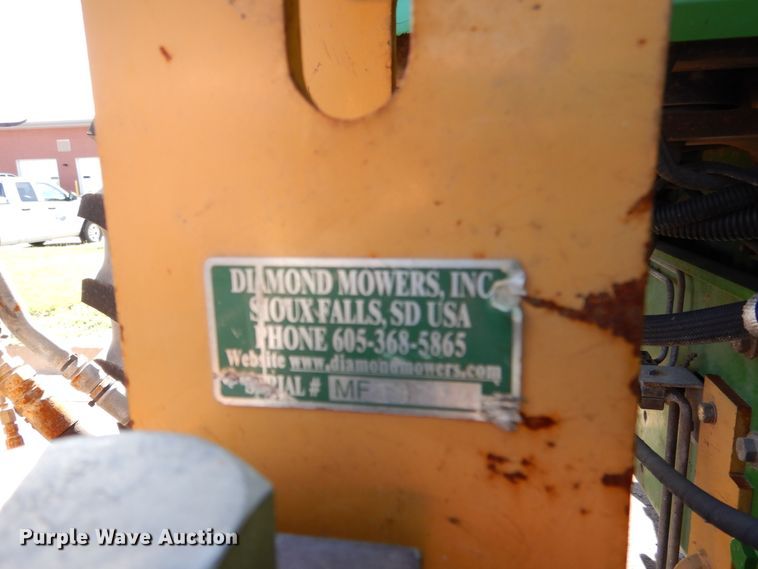 DIAMOND MOWERS, INC
SIOUX FALLS, SD USA
PHONE 605-368-5865
Website www.diamondmowers.com
SERIAL # MF
Purple Wave Auction